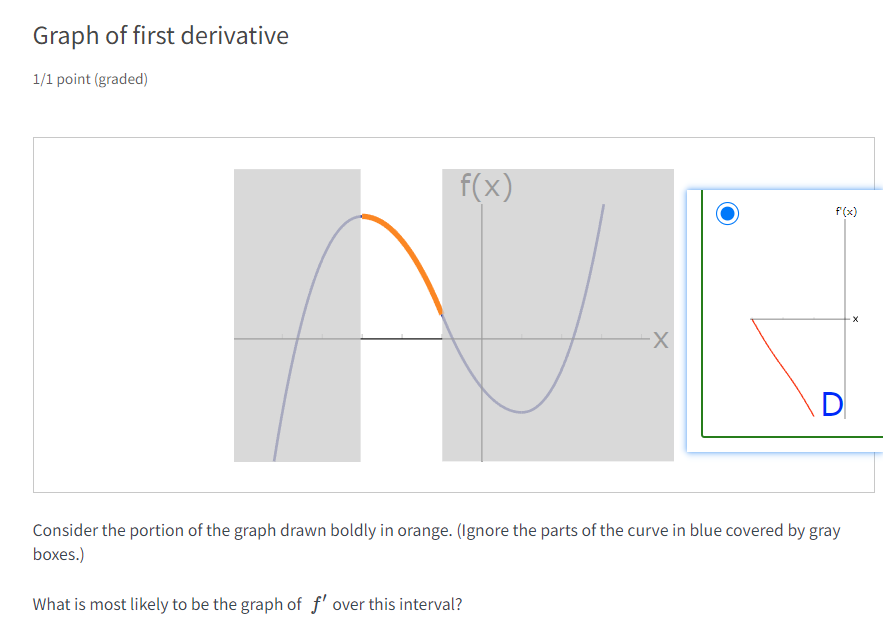 Graph of first derivative
1/1 point (graded)
f(x)
x
f'(x)
x
D
Consider the portion of the graph drawn boldly in orange. (Ignore the parts of the curve in blue covered by gray
boxes.)
What is most likely to be the graph of f′ over this interval?